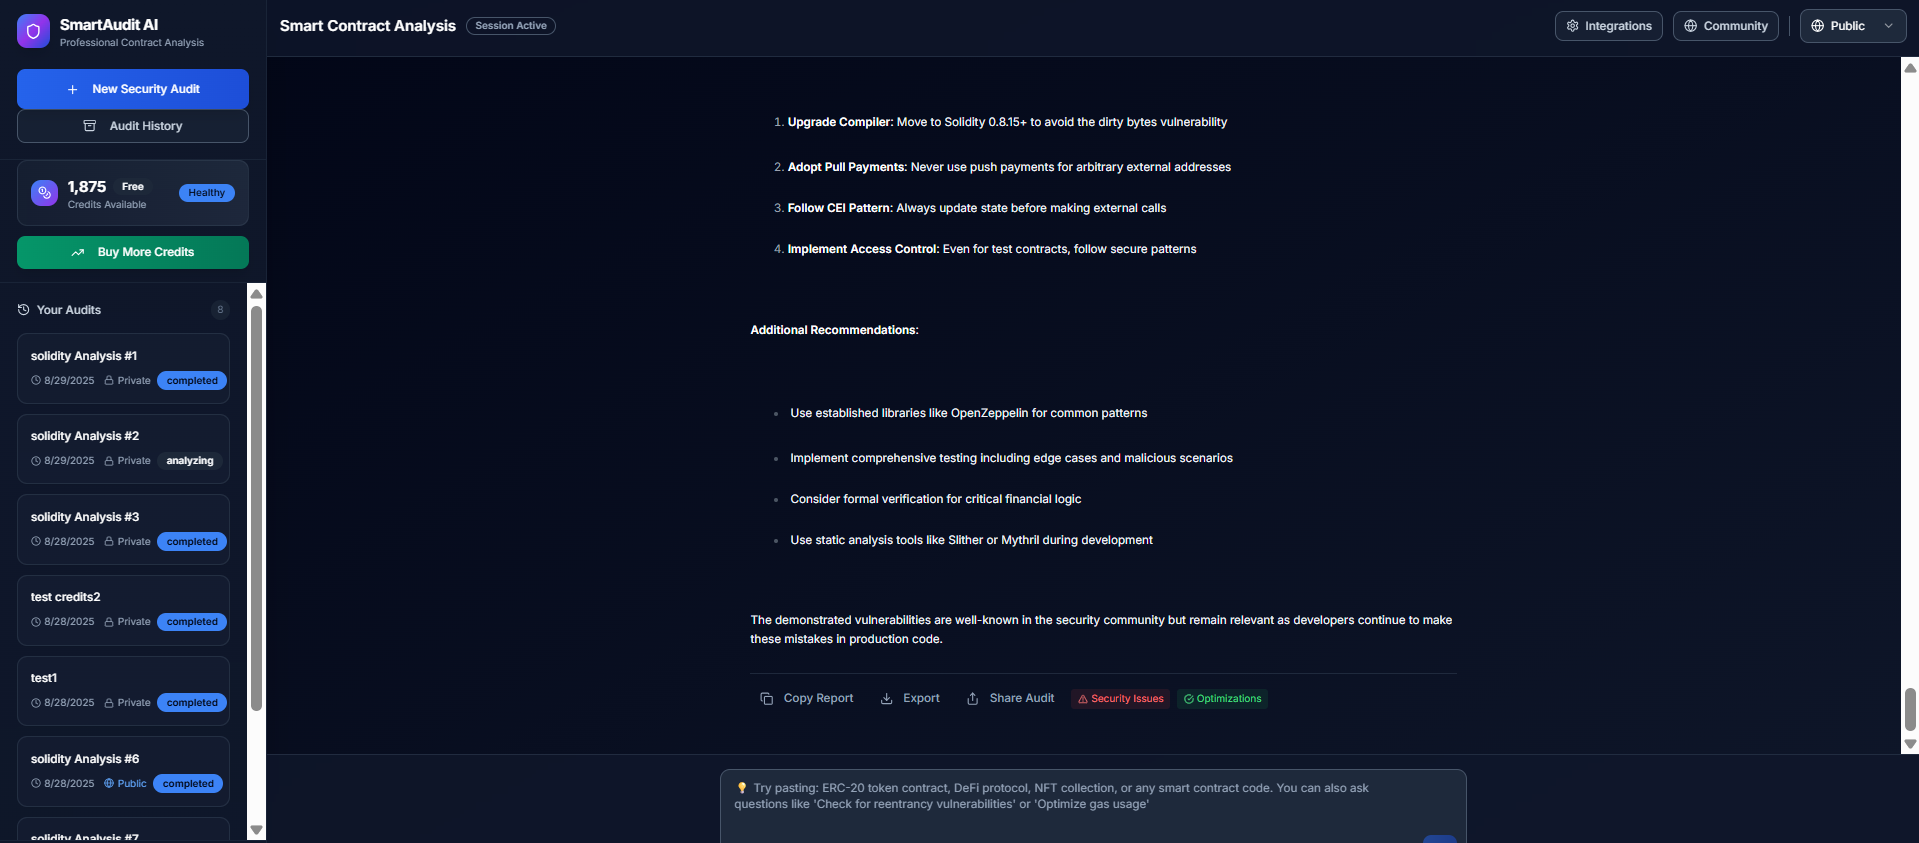 SmartAudit AI
Professional Contract Analysis
New Security Audit
Audit History
1,875 Free
Credits Available
Healthy
Buy More Credits
Your Audits 8
solidity Analysis #1
8/29/2025 Private completed
solidity Analysis #2
8/29/2025 Private analyzing
solidity Analysis #3
8/28/2025 Private completed
test credits2
8/28/2025 Private completed
test1
8/28/2025 Private completed
solidity Analysis #6
8/28/2025 Public completed
solidity Analysis #7
Smart Contract Analysis Session Active
Integrations Community Public
1. Upgrade Compiler: Move to Solidity 0.8.15+ to avoid the dirty bytes vulnerability
2. Adopt Pull Payments: Never use push payments for arbitrary external addresses
3. Follow CEI Pattern: Always update state before making external calls
4. Implement Access Control: Even for test contracts, follow secure patterns
Additional Recommendations:
Use established libraries like OpenZeppelin for common patterns
Implement comprehensive testing including edge cases and malicious scenarios
Consider formal verification for critical financial logic
Use static analysis tools like Slither or Mythril during development
The demonstrated vulnerabilities are well-known in the security community but remain relevant as developers continue to make
these mistakes in production code.
Copy Report Export Share Audit Security Issues Optimizations
💡 Try pasting: ERC-20 token contract, DeFi protocol, NFT collection, or any smart contract code. You can also ask
questions like 'Check for reentrancy vulnerabilities' or 'Optimize gas usage'